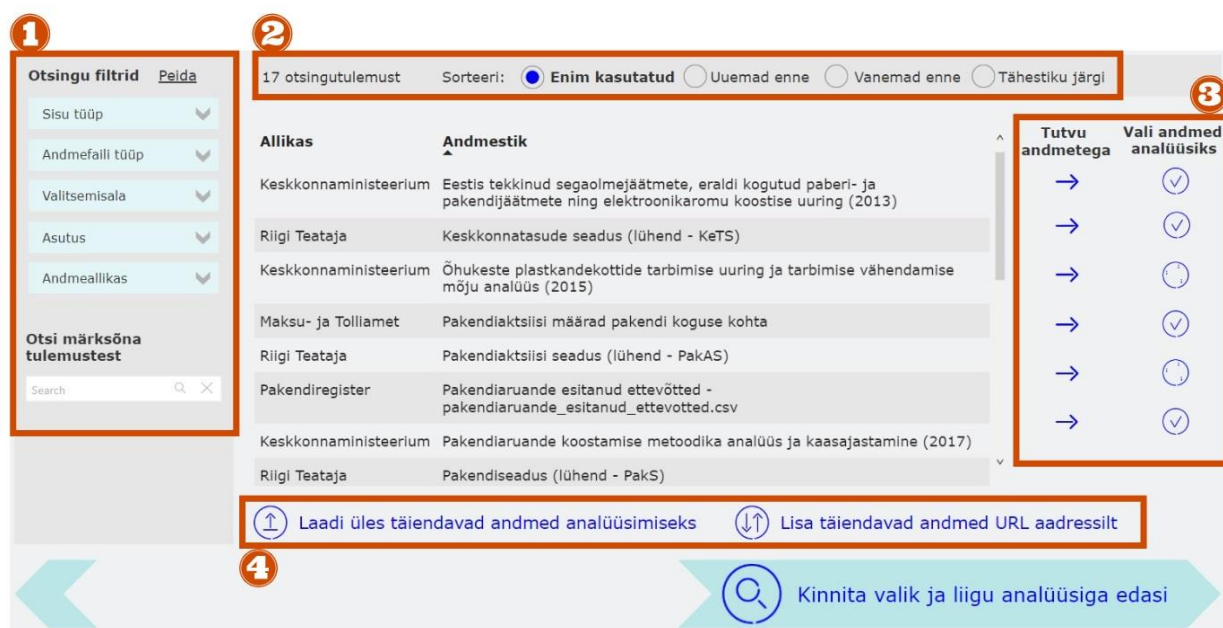 1
2
Otsingu filtrid Peida
17 otsingutulemust Sorteeri: Enim kasutatud Uuemad enne Vanemad enne Tähestiku järgi
3
Sisu tüüp
Andmefaili tüüp
Valitsemisala
Asutus
Andmeallikas
Otsi märksõna
tulemustest
Search
Allikas Andmestik
Keskkonnaministeerium Eestis tekkinud segaolmejäätmete, eraldi kogutud paberi- ja
pakendijäätmete ning elektroonikaromu koostise uuring (2013)
Riigi Teataja Keskkonnatasude seadus (lühend - KeTS)
Keskkonnaministeerium Õhukeste plastkandekottide tarbimise uuring ja tarbimise vähendamise
mõju analüüs (2015)
Maksu- ja Tolliamet Pakendiaktsiisi määrad pakendi koguse kohta
Riigi Teataja Pakendiaktsiisi seadus (lühend - PakAS)
Pakendiregister Pakendiaruande esitanud ettevõtted -
pakendiaruande_esitanud_ettevotted.csv
Keskkonnaministeerium Pakendiaruande koostamise metoodika analüüs ja kaasajastamine (2017)
Riigi Teataja Pakendiseadus (lühend - PakS)
Tutvu
andmetega
Vali andmed
analüüsiks
Laadi üles täiendavad andmed analüüsimiseks Lisa täiendavad andmed URL aadressilt
4
Kinnita valik ja liigu analüüsiga edasi